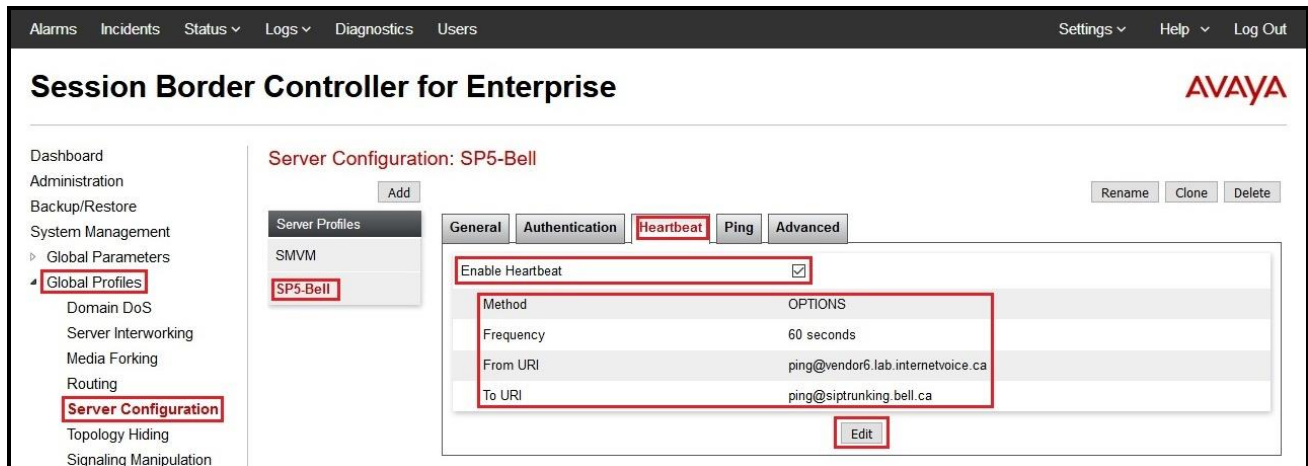 Alarms Incidents Status Logs Diagnostics Users Settings Help Log Out
Session Border Controller for Enterprise
AVAYA
Dashboard
Administration
Backup/Restore
System Management
Global Parameters
Global Profiles
Domain DoS
Server Interworking
Media Forking
Routing
Server Configuration
Topology Hiding
Signaling Manipulation
Server Configuration: SP5-Bell
Add
Rename Clone Delete
Server Profiles
SMVM
SP5-Bell
General Authentication Heartbeat Ping Advanced
Enable Heartbeat
Method OPTIONS
Frequency 60 seconds
From URI ping@vendor6.lab.internetvoice.ca
To URI ping@siptrunking.bell.ca
Edit